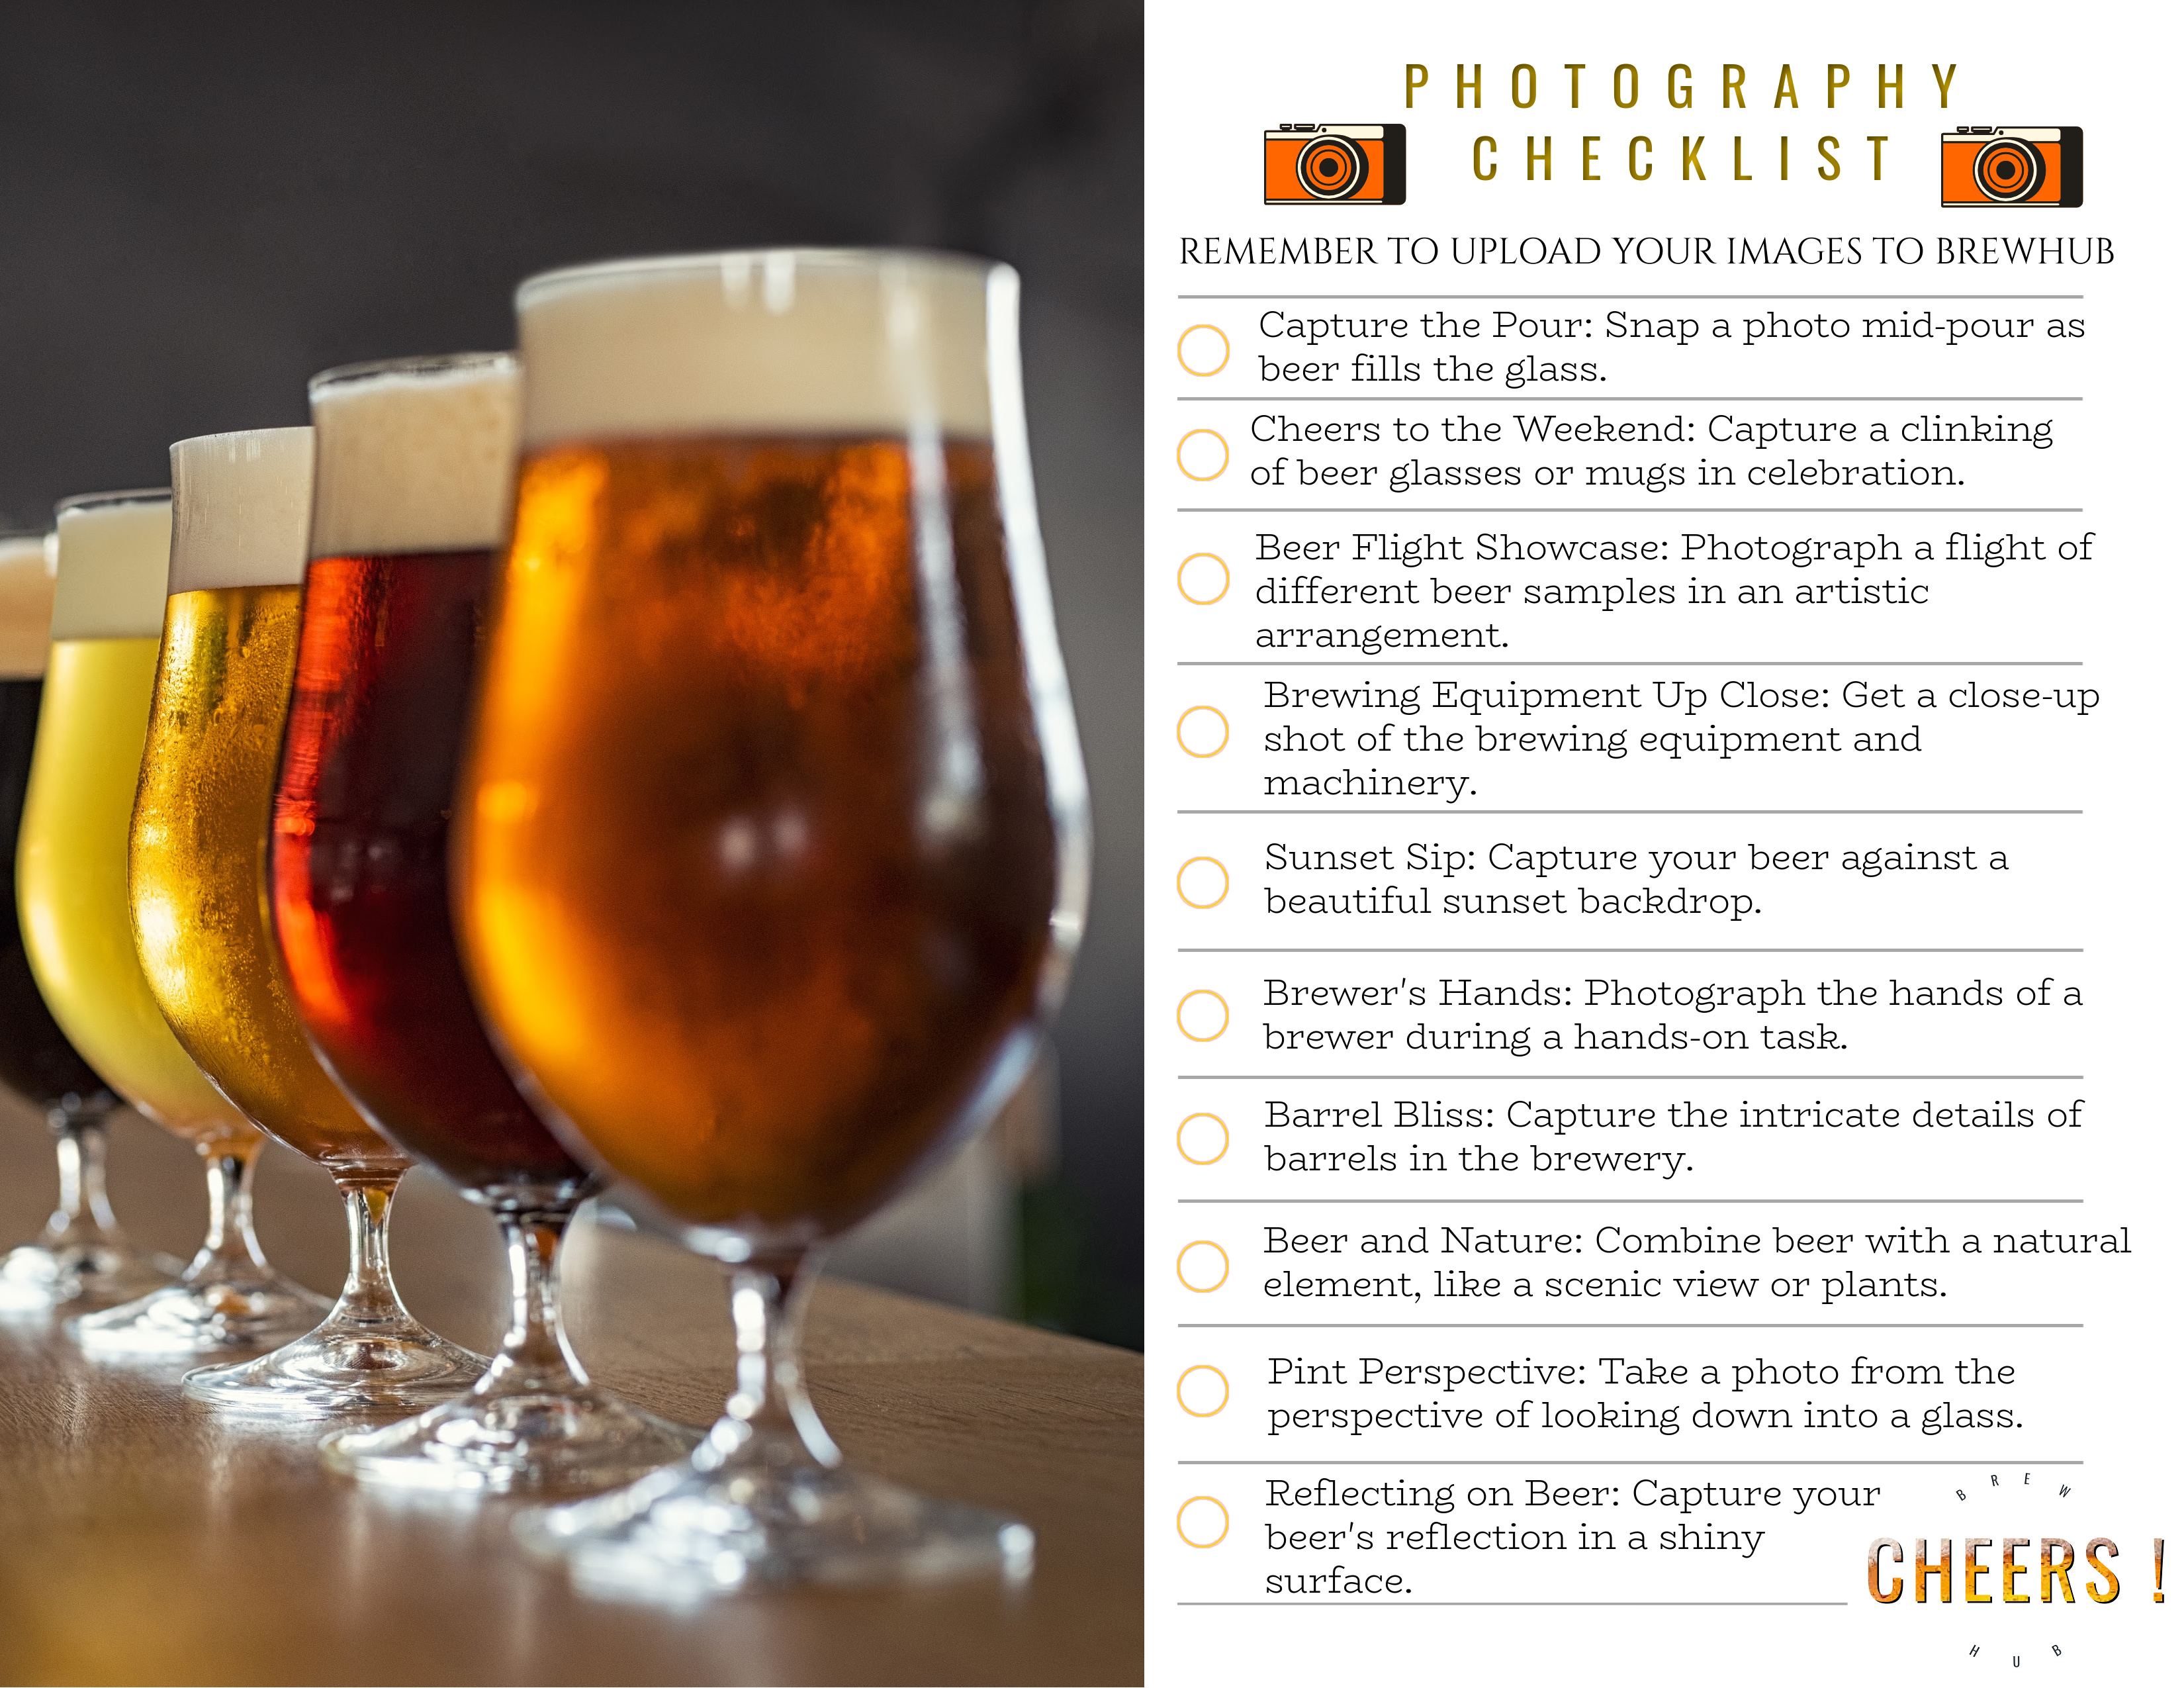 PHOTOGRAPHY
CHECKLIST
REMEMBER TO UPLOAD YOUR IMAGES TO BREWHUB
Capture the Pour: Snap a photo mid-pour as
beer fills the glass.
Cheers to the Weekend: Capture a clinking
of beer glasses or mugs in celebration.
Beer Flight Showcase: Photograph a flight of
different beer samples in an artistic
arrangement.
Brewing Equipment Up Close: Get a close-up
shot of the brewing equipment and
machinery.
Sunset Sip: Capture your beer against a
beautiful sunset backdrop.
Brewer's Hands: Photograph the hands of a
brewer during a hands-on task.
Barrel Bliss: Capture the intricate details of
barrels in the brewery.
Beer and Nature: Combine beer with a natural
element, like a scenic view or plants.
Pint Perspective: Take a photo from the
perspective of looking down into a glass.
Reflecting on Beer: Capture your
beer's reflection in a shiny
surface.
BREW
CHEERS !
HUB